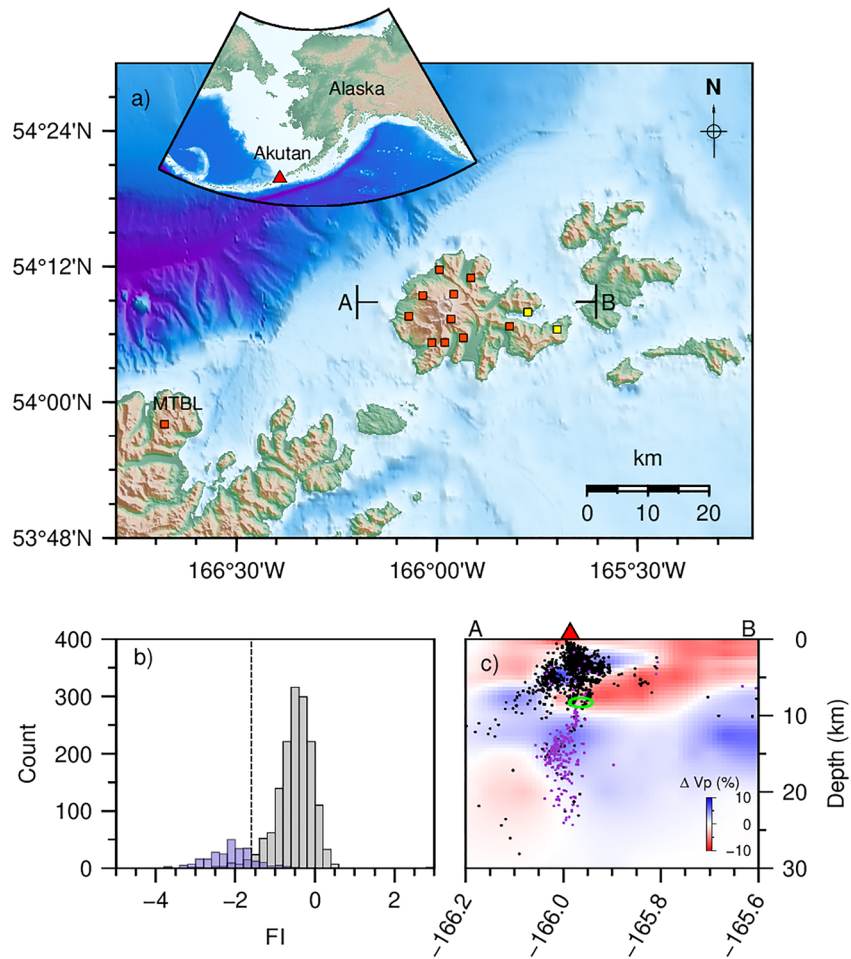 Alaska
a)
N
54°24'N
Akutan
54°12'N
A
B
MTBL
54°00'N
km
0 10 20
53°48'N
166°30'W 166°00'W 165°30'W
400
300
200
100
0
Count
b)
−4 −2 0 2
FI
A B
c)
0
10
20
30
Depth (km)
Δ Vp (%)
10
0
−10
−166.2 −166.0 −165.8 −165.6